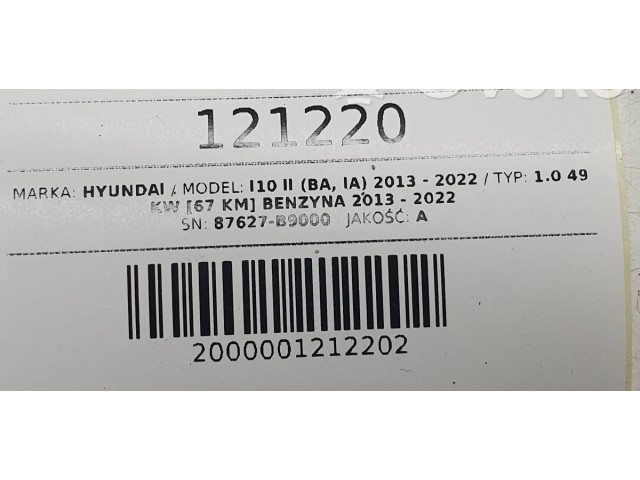 121220
MARKA: HYUNDAI / MODEL: I10 II (BA, IA) 2013 - 2022 / TYP: 1.0 49
KW [67 KM] BENZYNA 2013 - 2022
SN: 87627-B9000 / JAKOŚĆ: A
2000001212202